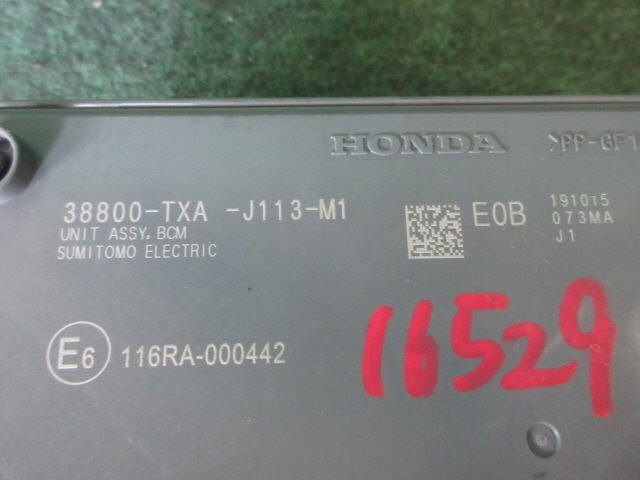 HONDA
>PP-GF1
38800-TXA -J113-M1
UNIT ASSY, BCM
SUMITOMO ELECTRIC
E0B
191015
073MA
J1
E6
116RA-000442
16529